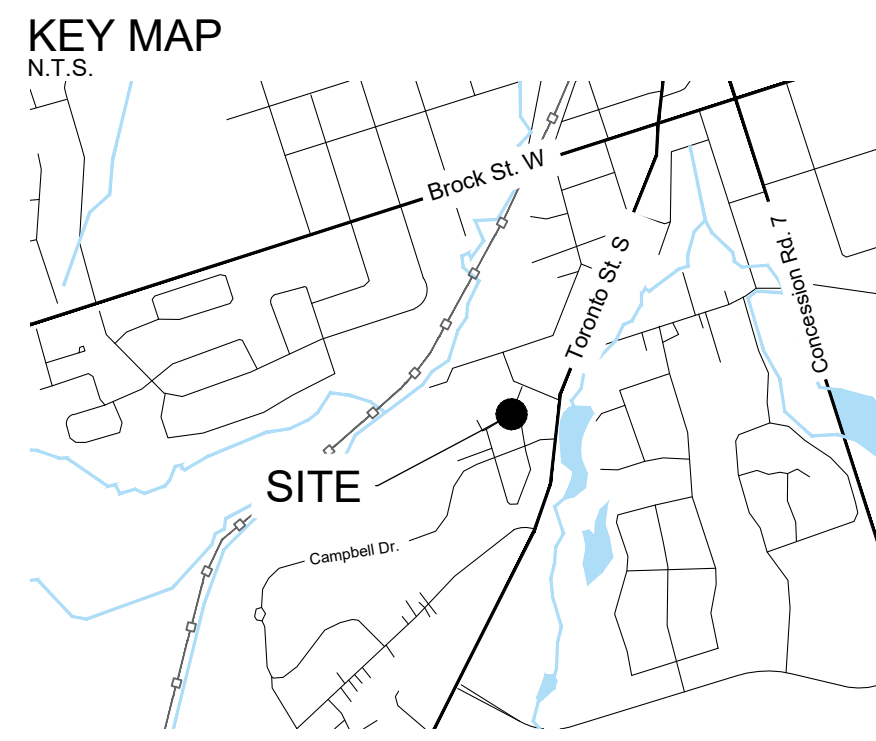 KEY MAP
N.T.S.
Brock St. W
Toronto St. S
Concession Rd. 7
SITE
Campbell Dr.